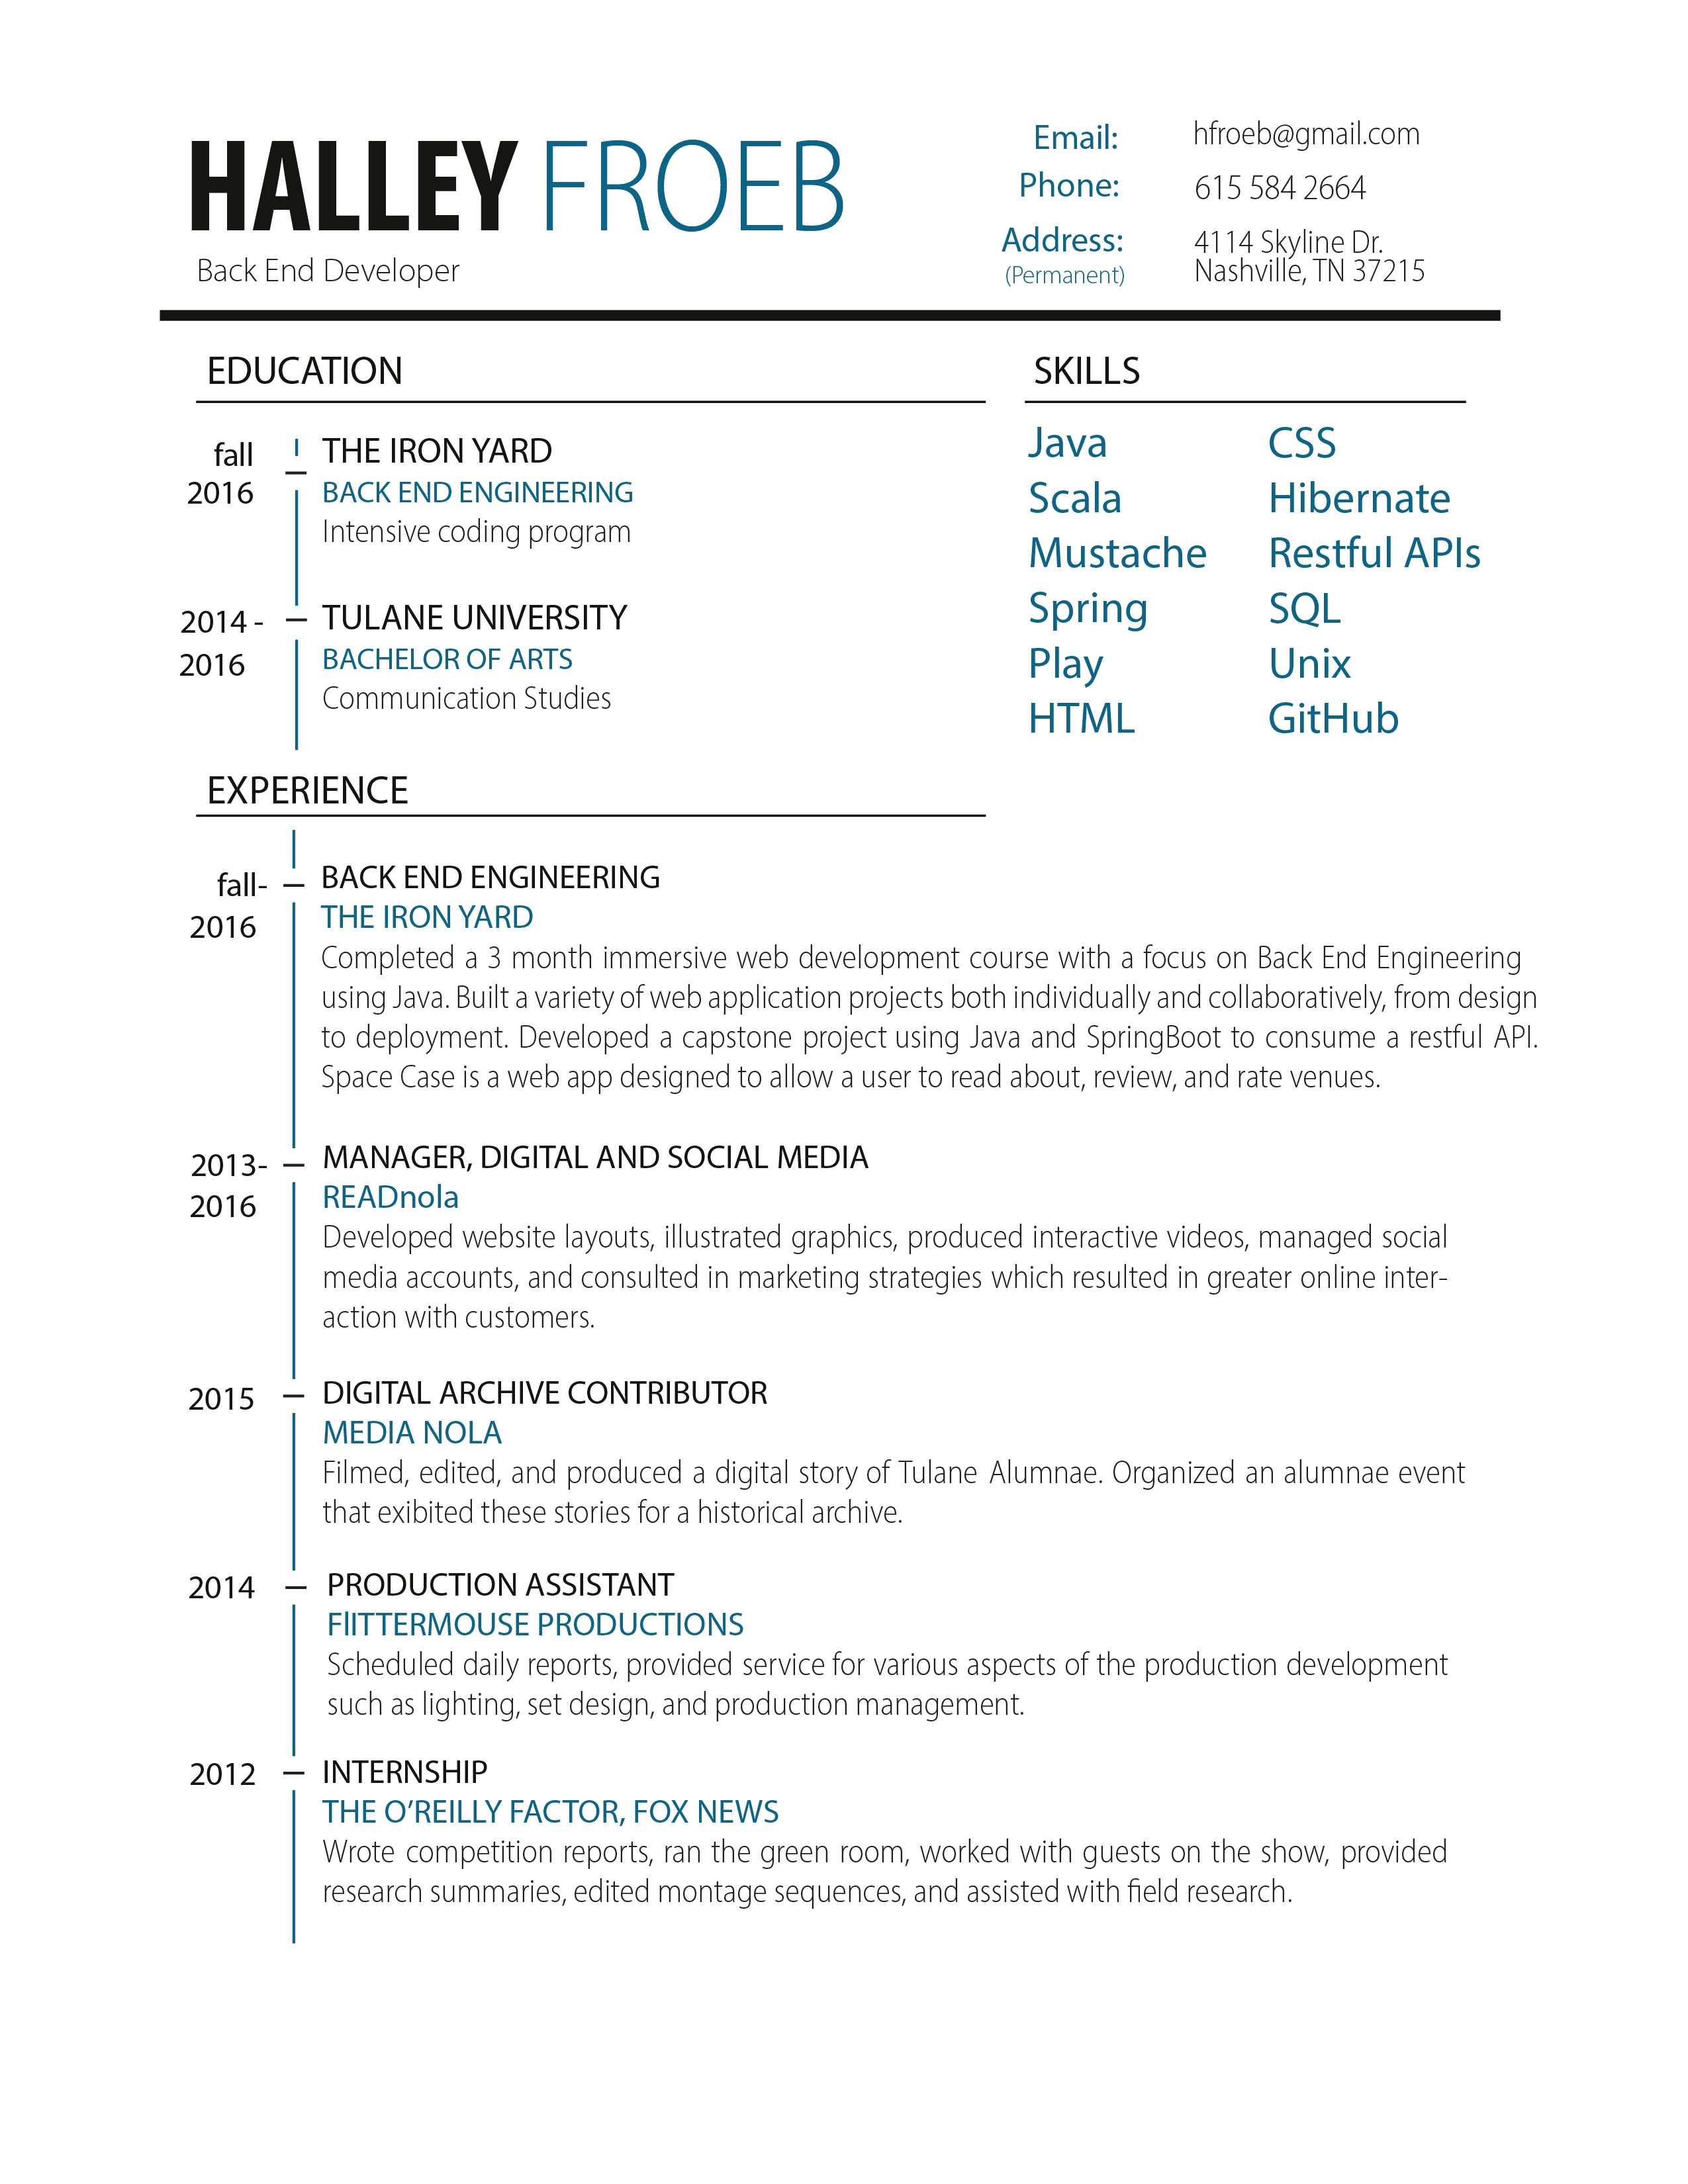 HALLEY FROEB
Back End Developer
Email: hfroeb@gmail.com
Phone: 615 584 2664
Address: 4114 Skyline Dr.
(Permanent) Nashville, TN 37215
EDUCATION
fall THE IRON YARD
2016 BACK END ENGINEERING
Intensive coding program
2014 - TULANE UNIVERSITY
2016 BACHELOR OF ARTS
Communication Studies
SKILLS
Java CSS
Scala Hibernate
Mustache Restful APIs
Spring SQL
Play Unix
HTML GitHub
EXPERIENCE
fall- BACK END ENGINEERING
2016 THE IRON YARD
Completed a 3 month immersive web development course with a focus on Back End Engineering
using Java. Built a variety of web application projects both individually and collaboratively, from design
to deployment. Developed a capstone project using Java and SpringBoot to consume a restful API.
Space Case is a web app designed to allow a user to read about, review, and rate venues.
2013- MANAGER, DIGITAL AND SOCIAL MEDIA
2016 READnola
Developed website layouts, illustrated graphics, produced interactive videos, managed social
media accounts, and consulted in marketing strategies which resulted in greater online inter-
action with customers.
2015 DIGITAL ARCHIVE CONTRIBUTOR
MEDIA NOLA
Filmed, edited, and produced a digital story of Tulane Alumnae. Organized an alumnae event
that exibited these stories for a historical archive.
2014 PRODUCTION ASSISTANT
FlITTERMOUSE PRODUCTIONS
Scheduled daily reports, provided service for various aspects of the production development
such as lighting, set design, and production management.
2012 INTERNSHIP
THE O’REILLY FACTOR, FOX NEWS
Wrote competition reports, ran the green room, worked with guests on the show, provided
research summaries, edited montage sequences, and assisted with field research.